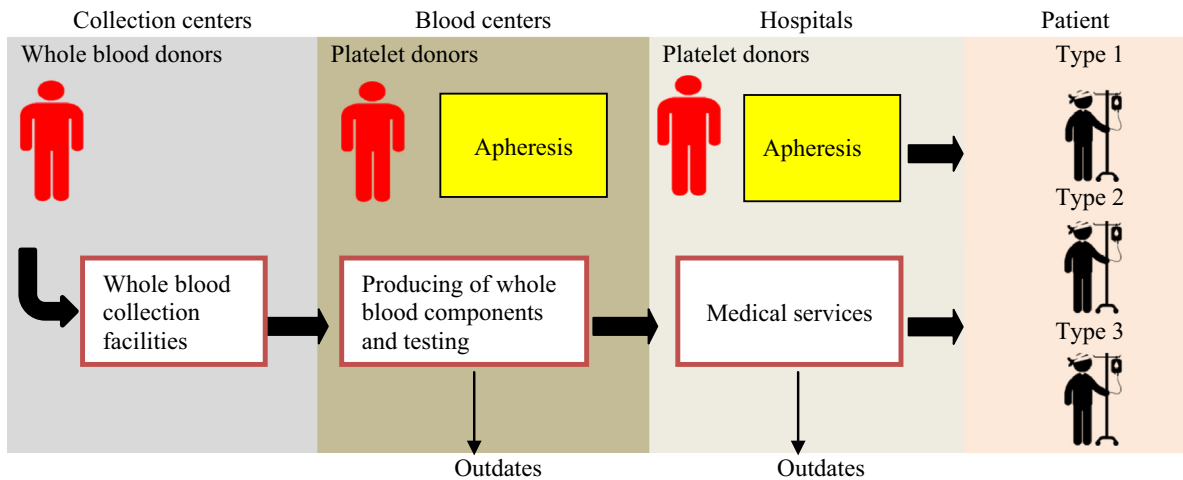 Collection centers
Blood centers
Hospitals
Patient
Whole blood donors
Platelet donors
Platelet donors
Type 1
Apheresis
Apheresis
Type 2
Whole blood
collection
facilities
Producing of whole
blood components
and testing
Medical services
Type 3
Outdates
Outdates